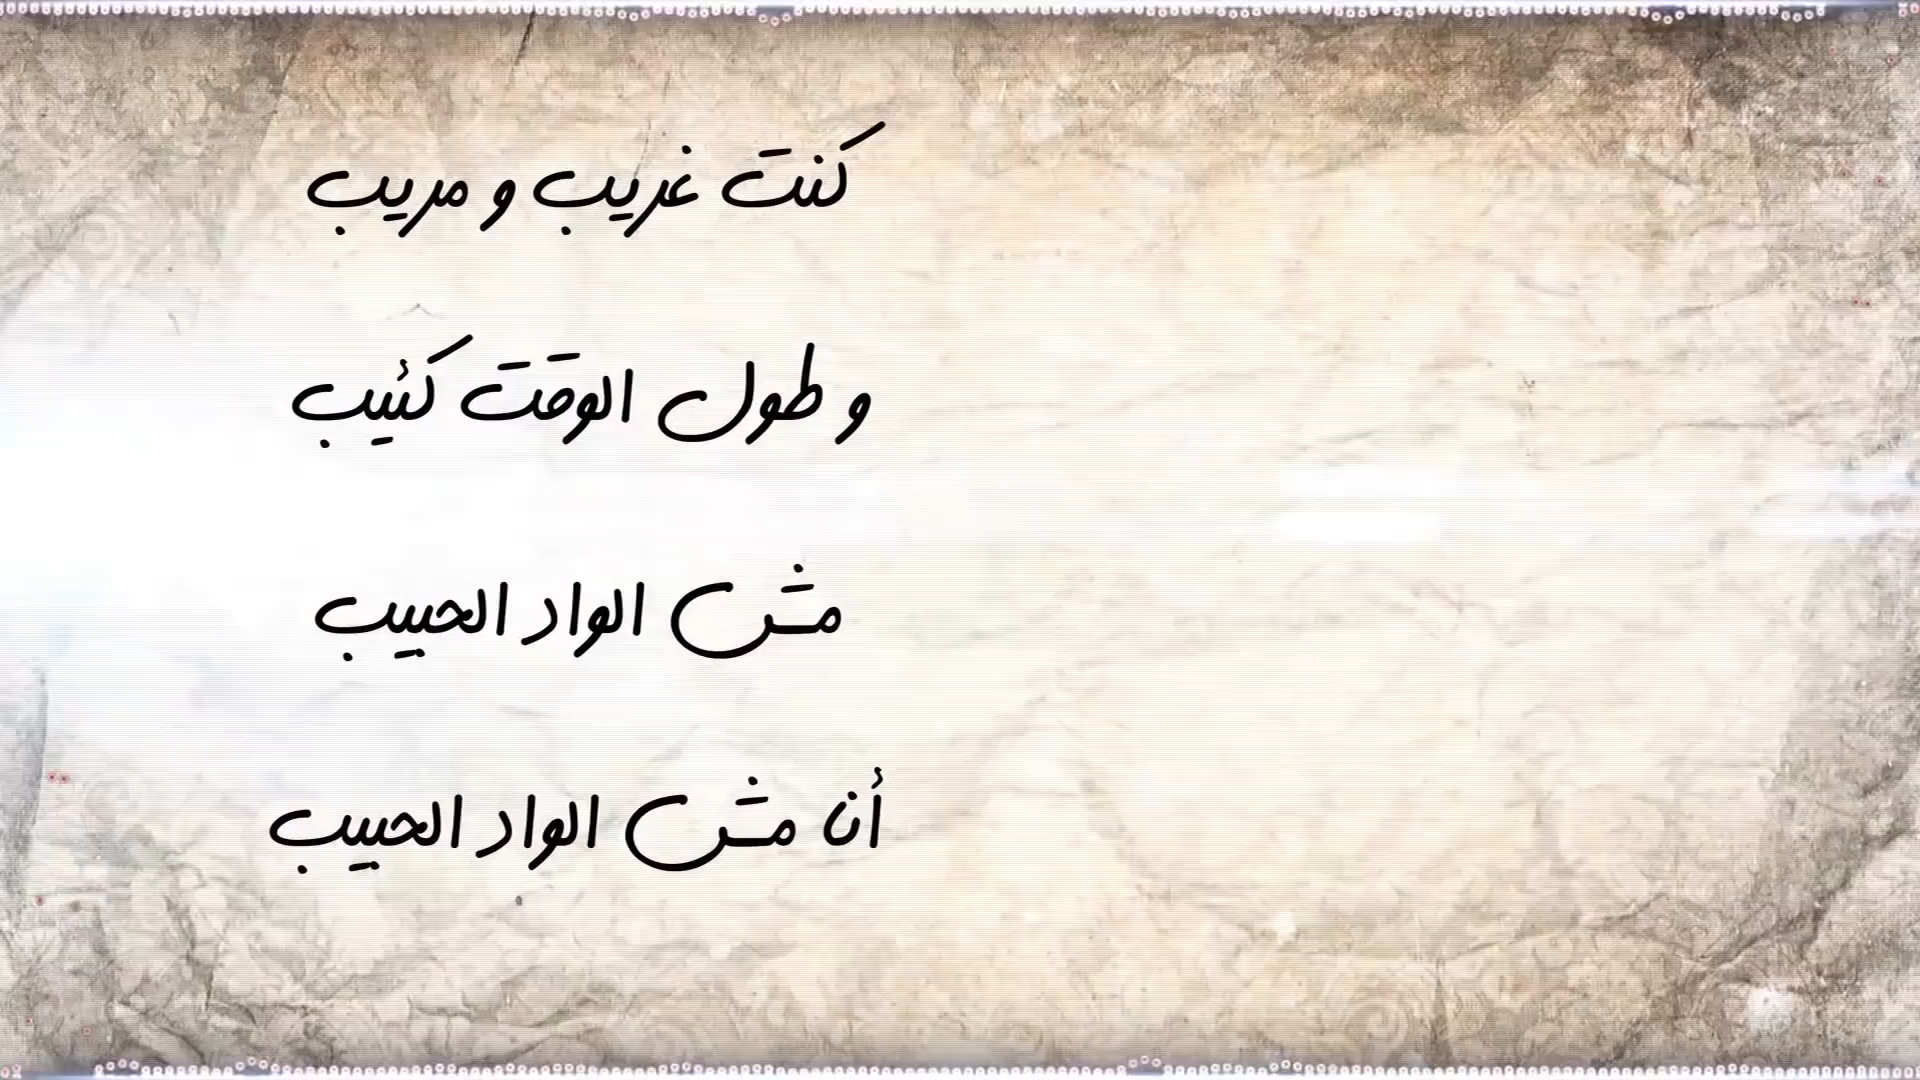 كنت غريب و مريب
و طول الوقت كئيب
مش الواد الحبيب
أنا مش الواد الحبيب